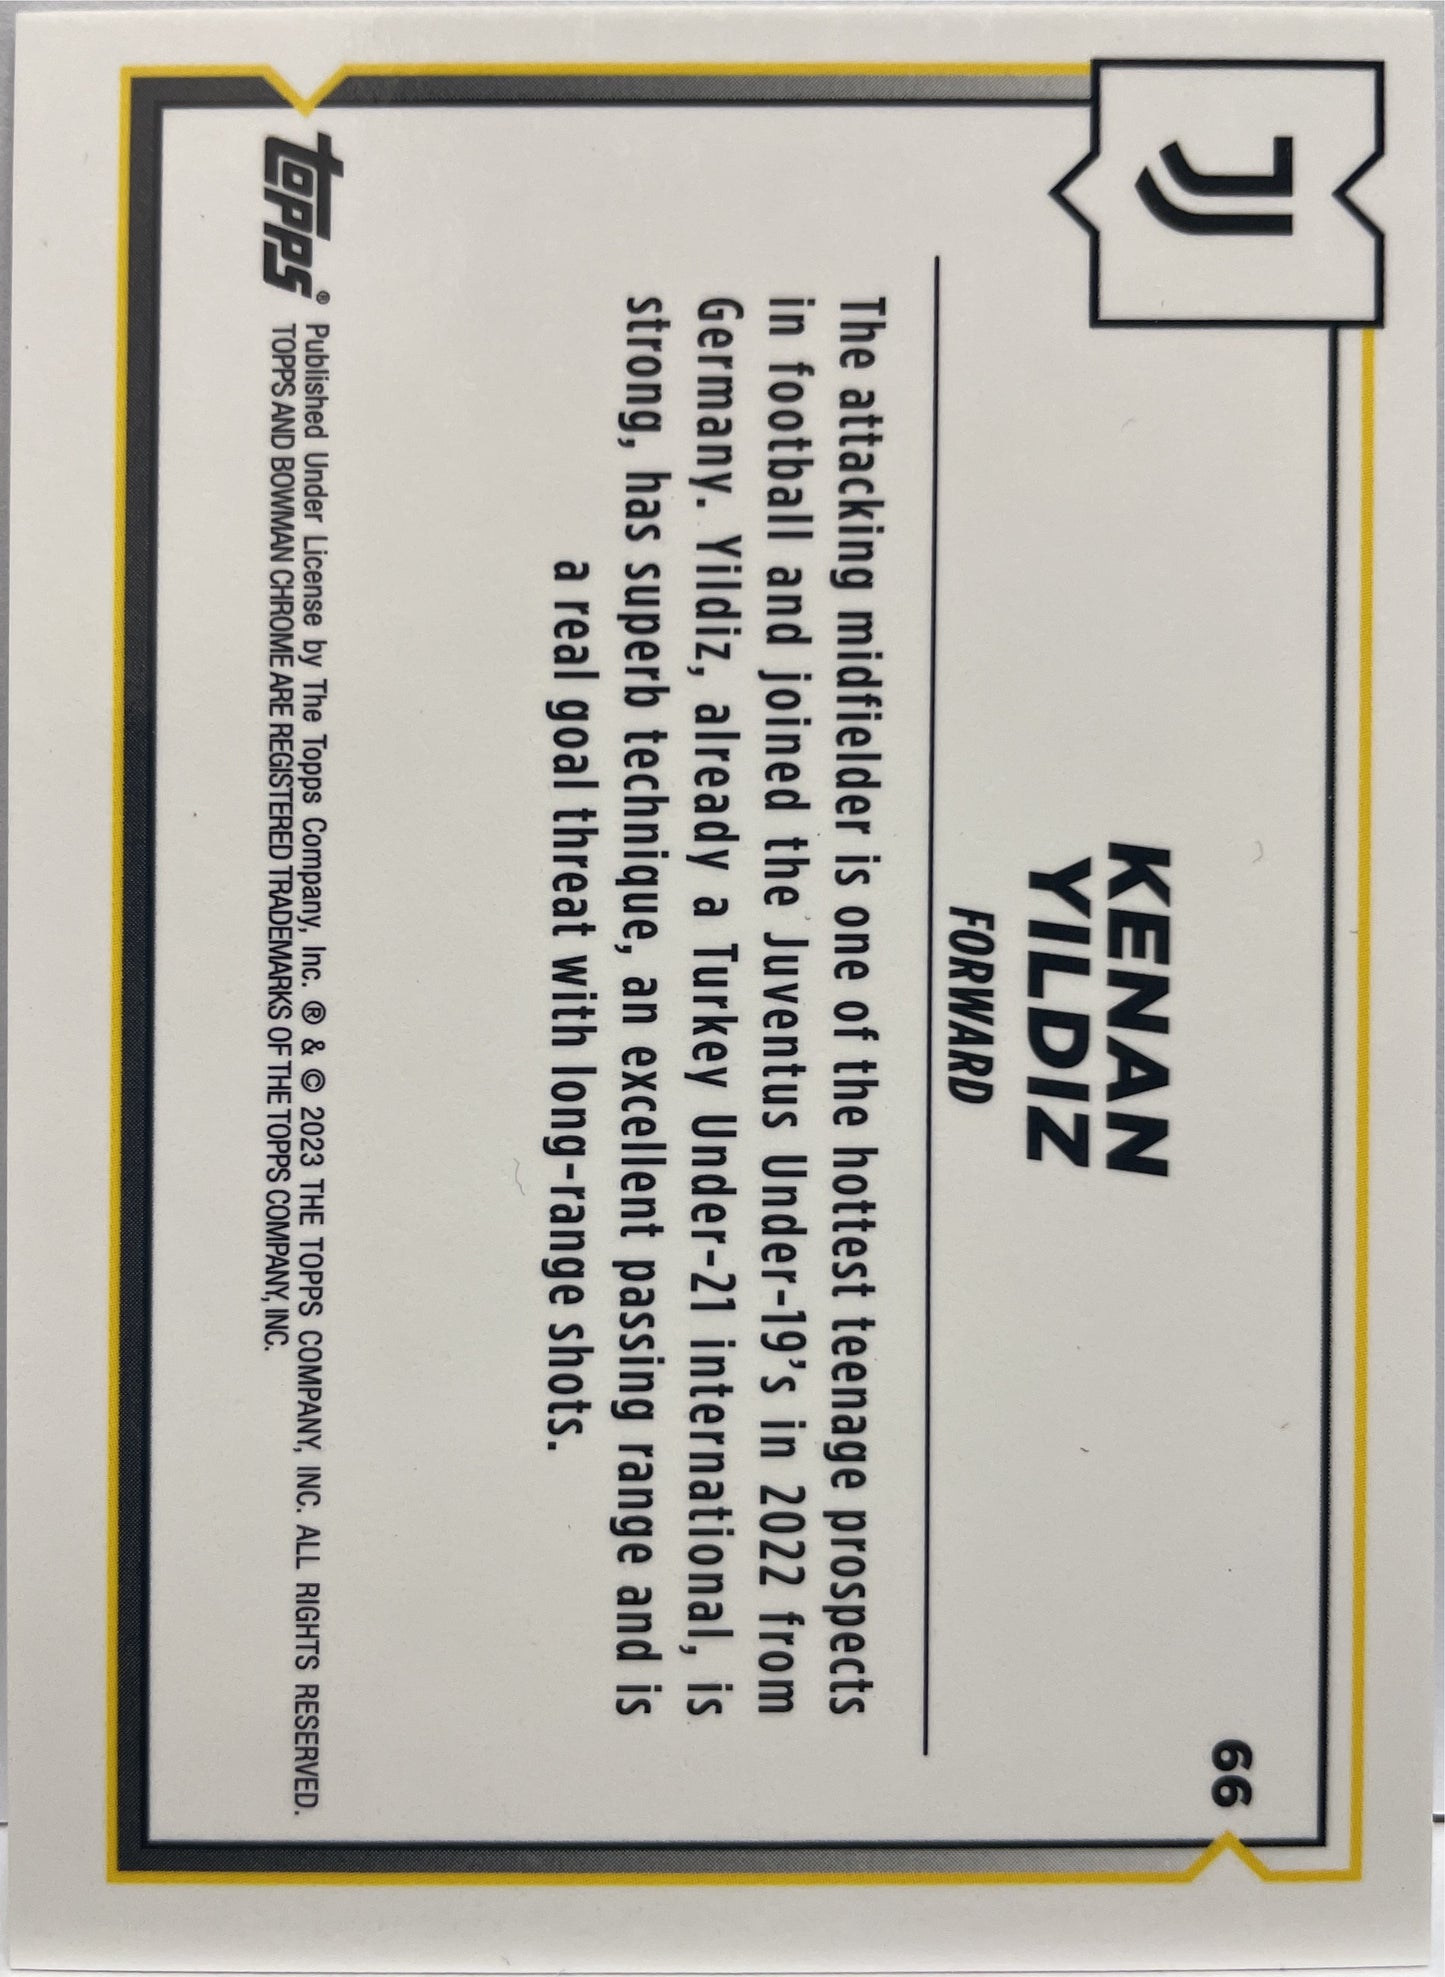 66
KENAN
YILDIZ
FORWARD
The attacking midfielder is one of the hottest teenage prospects
in football and joined the Juventus Under-19's in 2022 from
Germany. Yildiz, already a Turkey Under-21 international, is
strong, has superb technique, an excellent passing range and is
a real goal threat with long-range shots.
TOPPS® Published Under License by The Topps Company, Inc. ® & © 2023 THE TOPPS COMPANY, INC. ALL RIGHTS RESERVED.
TOPPS AND BOWMAN CHROME ARE REGISTERED TRADEMARKS OF THE TOPPS COMPANY, INC.